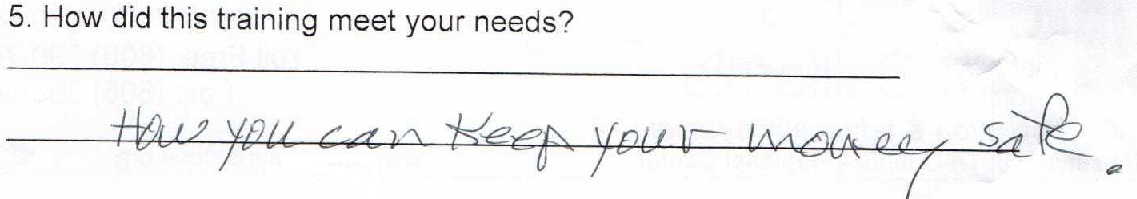 5. How did this training meet your needs?
How you can keep your money safe.